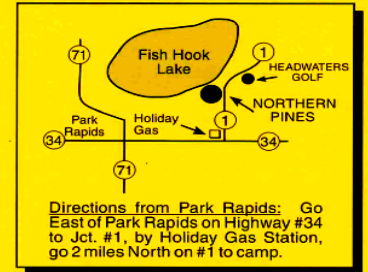 71
Fish Hook
Lake
1
HEADWATERS
GOLF
NORTHERN
PINES
Park
Rapids
Holiday
Gas
1
34
34
71
Directions from Park Rapids: Go
East of Park Rapids on Highway #34
to Jct. #1, by Holiday Gas Station,
go 2 miles North on #1 to camp.